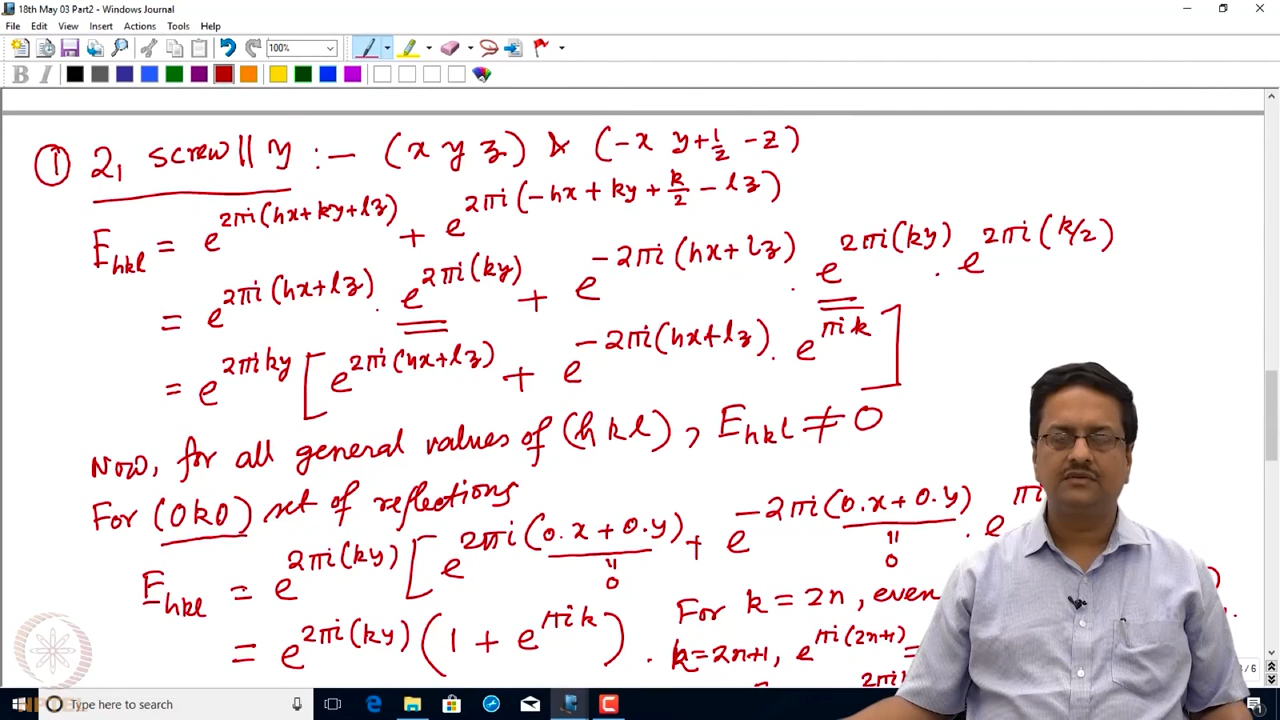 18th May 03 Part2 - Windows Journal
File Edit View Insert Actions Tools Help
100%
B I
① 2₁ screw || y :– (x y z) & (-x y+½ -z)
E_hkl = e^{2πi(hx+ky+lz)} + e^{2πi(-hx+ky+k/2-lz)}
= e^{2πi(hx+lz)} . e^{2πi(ky)} + e^{-2πi(hx+lz)} . e^{2πi(ky)} . e^{2πi(k/2)}
= e^{2πiky} [ e^{2πi(hx+lz)} + e^{-2πi(hx+lz)} . e^{πik} ]
Now, for all general values of (hkl), E_hkl ≠ 0
For (0k0) set of reflections
E_hkl = e^{2πi(ky)} [ e^{2πi(0.x+0.y)} + e^{-2πi(0.x+0.y)} . e^{πi
0 0
= e^{2πi(ky)} (1 + e^{πik}) . For k = 2n, even
k=2n+1, e^{πi(2n+1)} =
/ 6
Type here to search